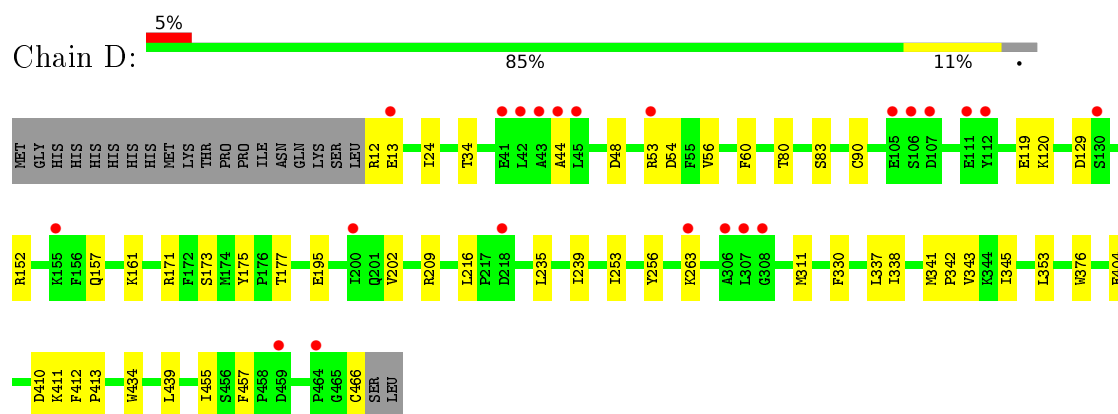 5%
Chain D:
85% 11% •
MET GLY HIS HIS HIS HIS HIS HIS MET LYS THR PRO PRO ILE ASN GLN LYS SER LEU R12 E13 I24 T34 E41 L42 A43 A44 L45 D48 R53 D54 F55 V56 F60 T80 S83 C90 E105 S106 D107 E111 Y112 E119 K120 D129 S130
R152 K155 F156 Q157 K161 R171 F172 S173 M174 Y175 P176 T177 E195 I200 Q201 V202 R209 L216 P217 D218 L235 I239 I253 Y256 K263 A306 L307 G308 M311 F330 L337 I338 M341 P342 V343 K344 I345 L353 W376
D410 K411 F412 P413 W434 L439 I455 S456 F457 P458 D459 P464 G465 C466 SER LEU